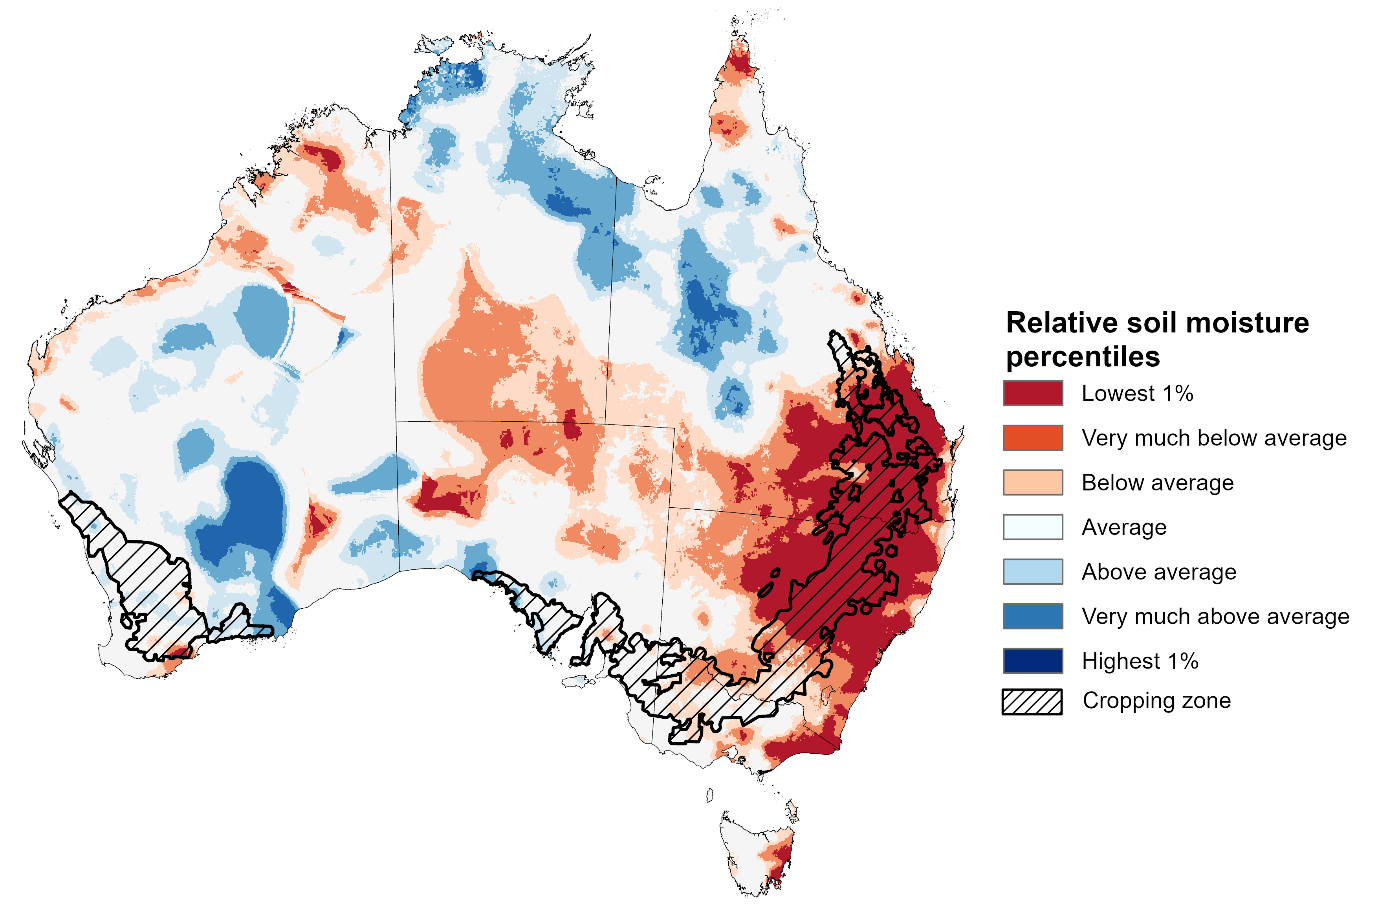 Relative soil moisture
percentiles
Lowest 1%
Very much below average
Below average
Average
Above average
Very much above average
Highest 1%
Cropping zone